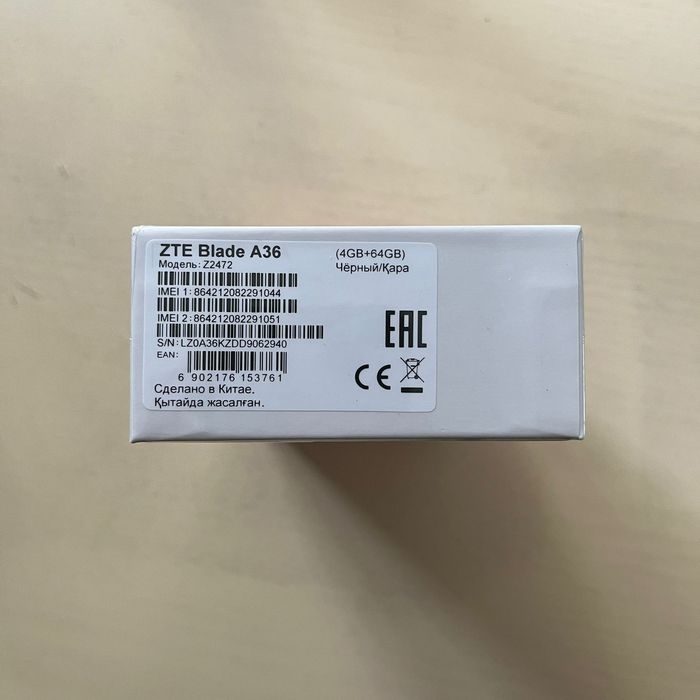 ZTE Blade A36
(4GB+64GB)
Модель: Z2472
Чёрный/Қара
IMEI 1: 864212082291044
IMEI 2: 864212082291051
S/N: LZ0A36KZDD9062940
EAC
EAN:
CE
6 902176 153761
Сделано в Китае.
Қытайда жасалған.